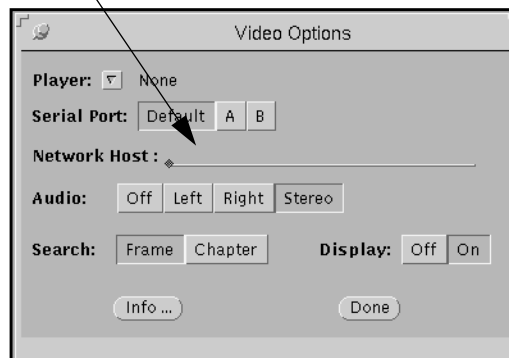 Video Options
Player: None
Serial Port: Default A B
Network Host :
Audio: Off Left Right Stereo
Search: Frame Chapter Display: Off On
Info ... Done